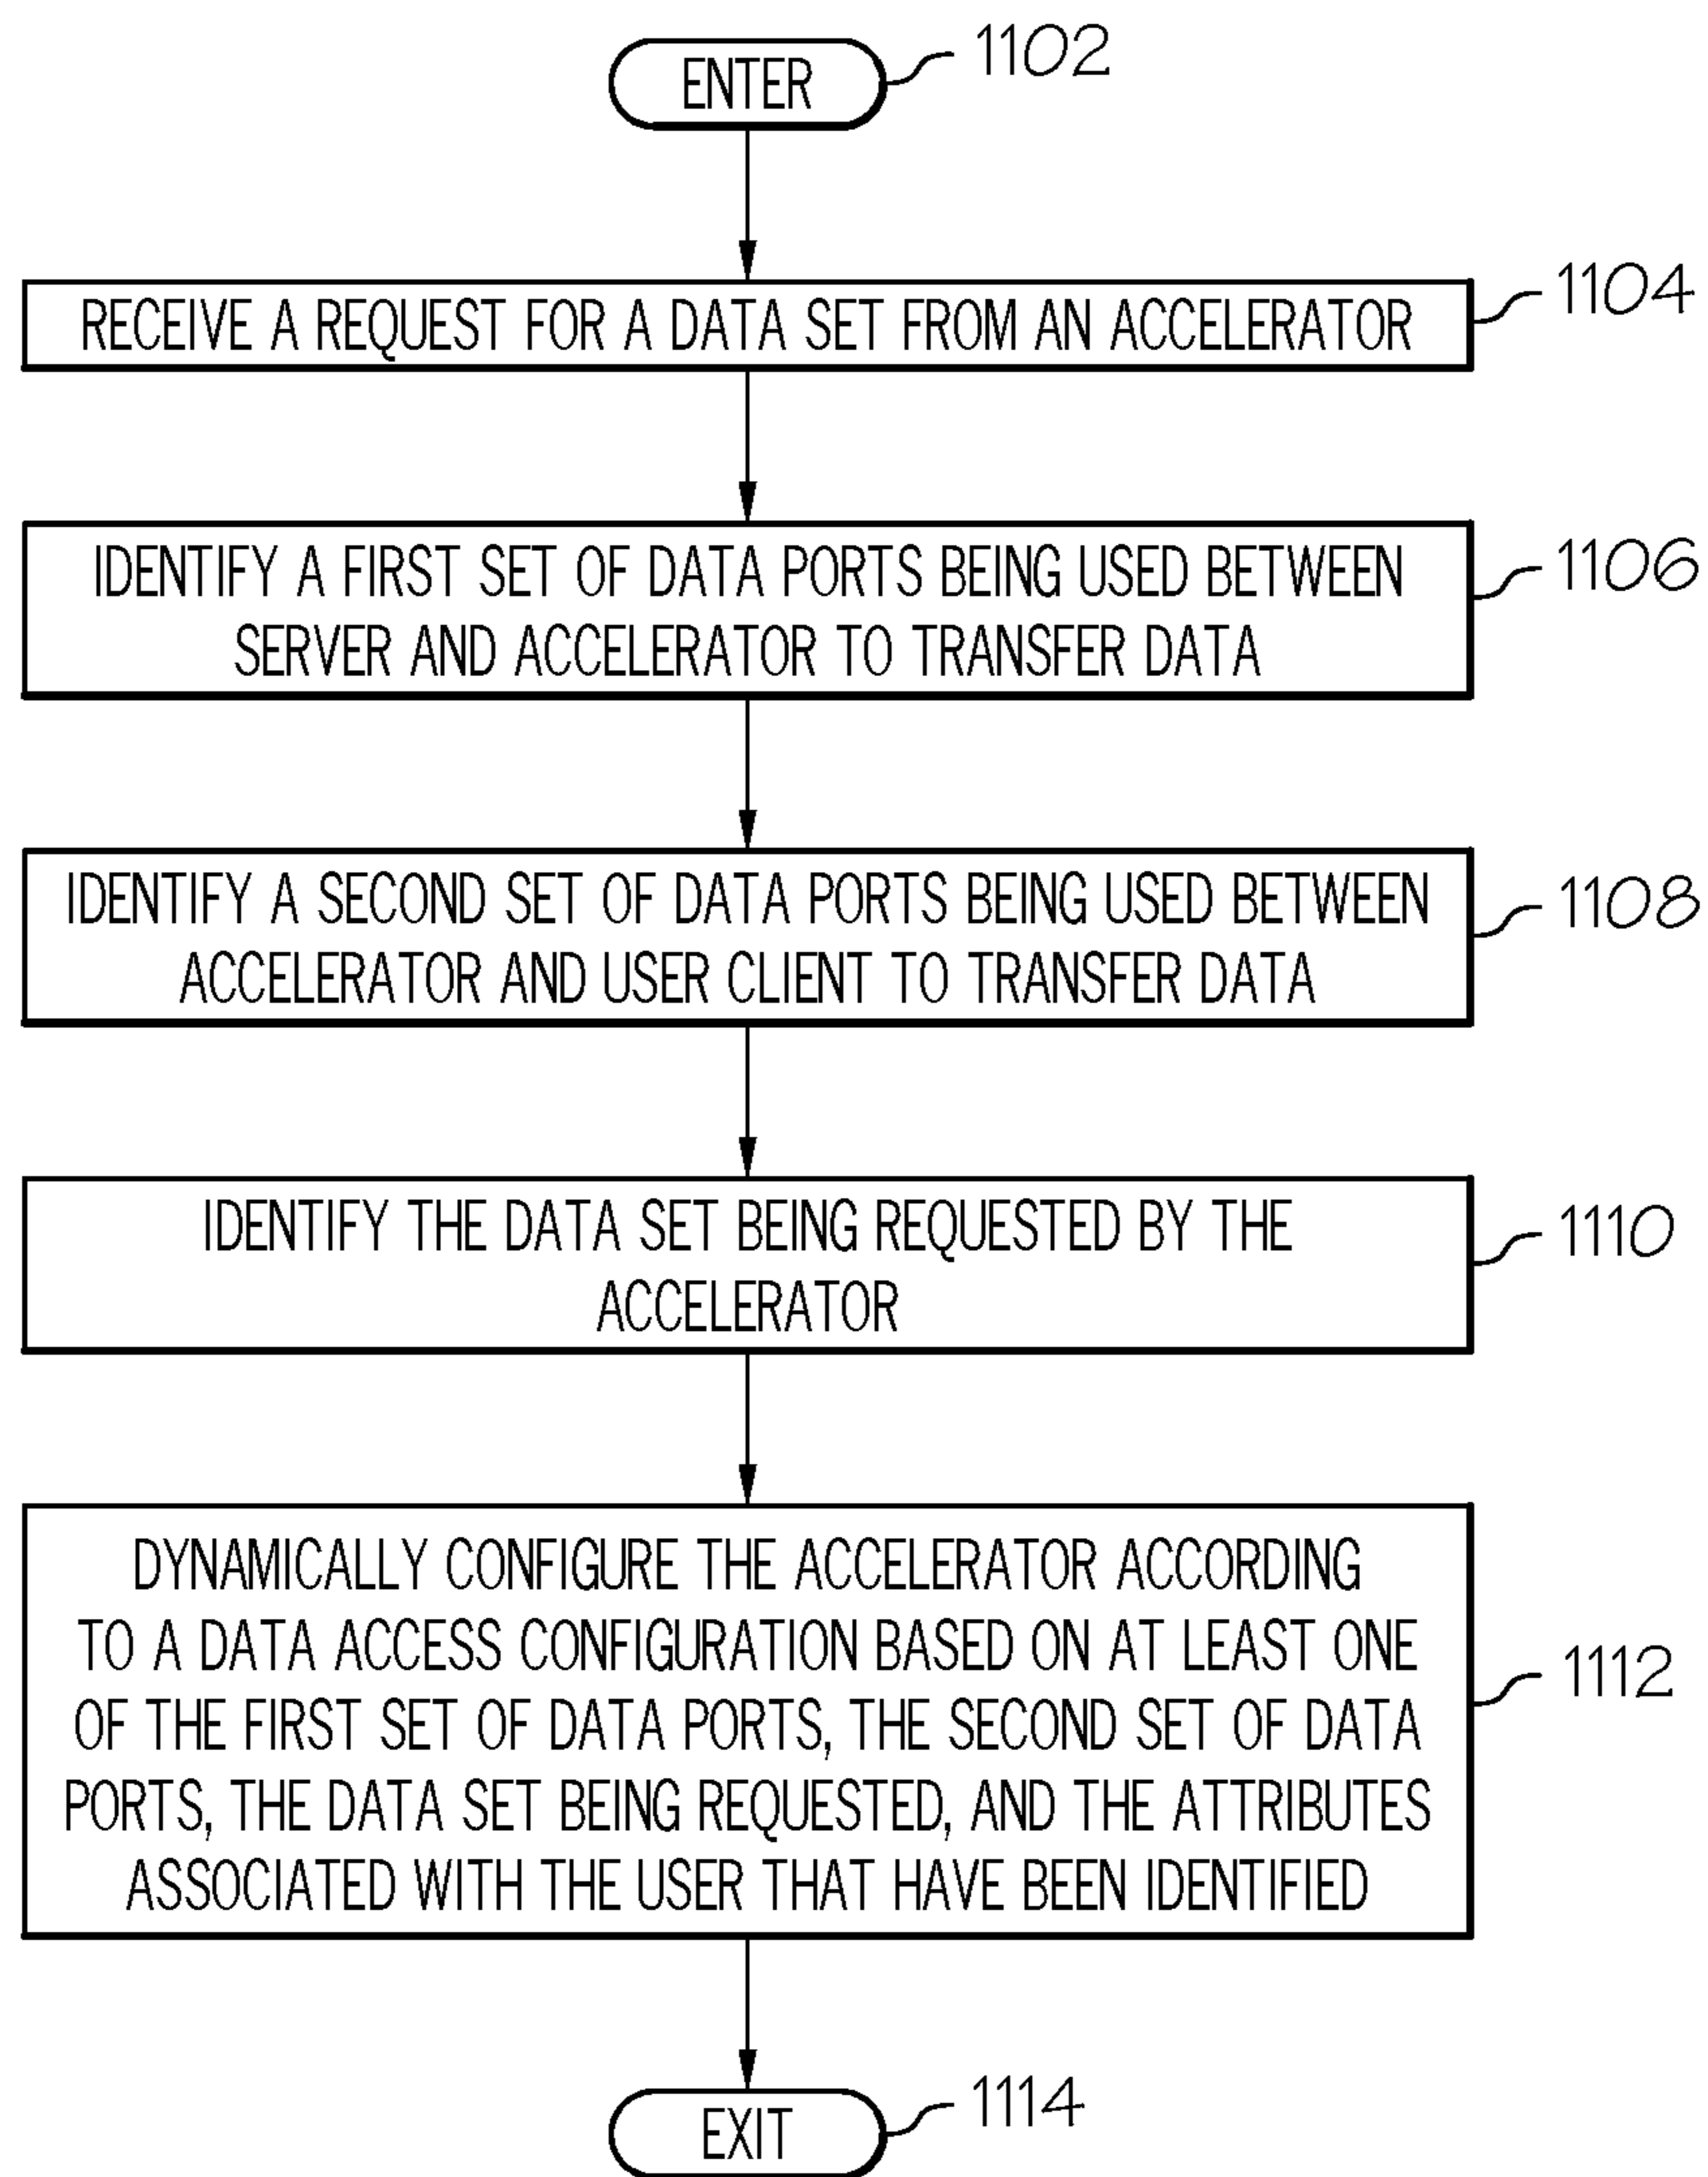 ENTER
1102
RECEIVE A REQUEST FOR A DATA SET FROM AN ACCELERATOR
1104
IDENTIFY A FIRST SET OF DATA PORTS BEING USED BETWEEN
SERVER AND ACCELERATOR TO TRANSFER DATA
1106
IDENTIFY A SECOND SET OF DATA PORTS BEING USED BETWEEN
ACCELERATOR AND USER CLIENT TO TRANSFER DATA
1108
IDENTIFY THE DATA SET BEING REQUESTED BY THE
ACCELERATOR
1110
DYNAMICALLY CONFIGURE THE ACCELERATOR ACCORDING
TO A DATA ACCESS CONFIGURATION BASED ON AT LEAST ONE
OF THE FIRST SET OF DATA PORTS, THE SECOND SET OF DATA
PORTS, THE DATA SET BEING REQUESTED, AND THE ATTRIBUTES
ASSOCIATED WITH THE USER THAT HAVE BEEN IDENTIFIED
1112
EXIT
1114